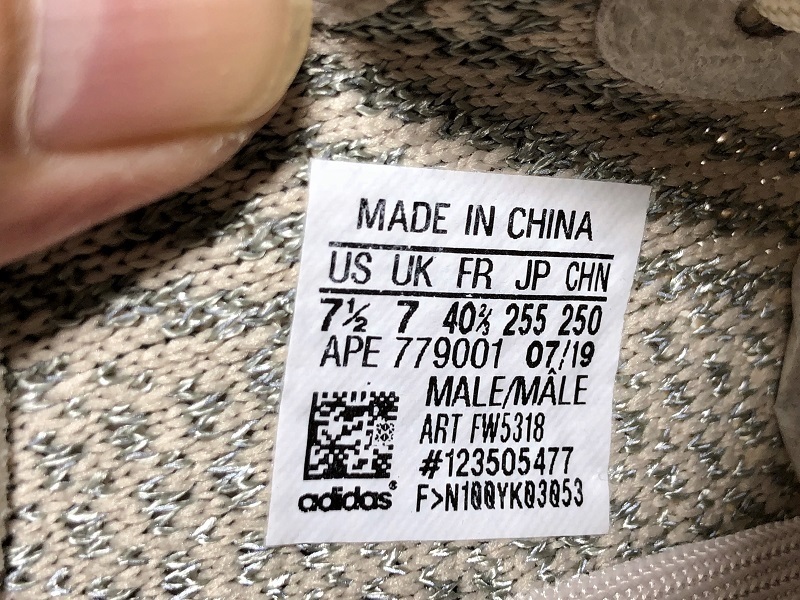 MADE IN CHINA
US UK FR JP CHN
7½ 7 40⅔ 255 250
APE 779001 07/19
MALE/MÂLE
ART FW5318
#123505477
adidas® F>N100YK03053